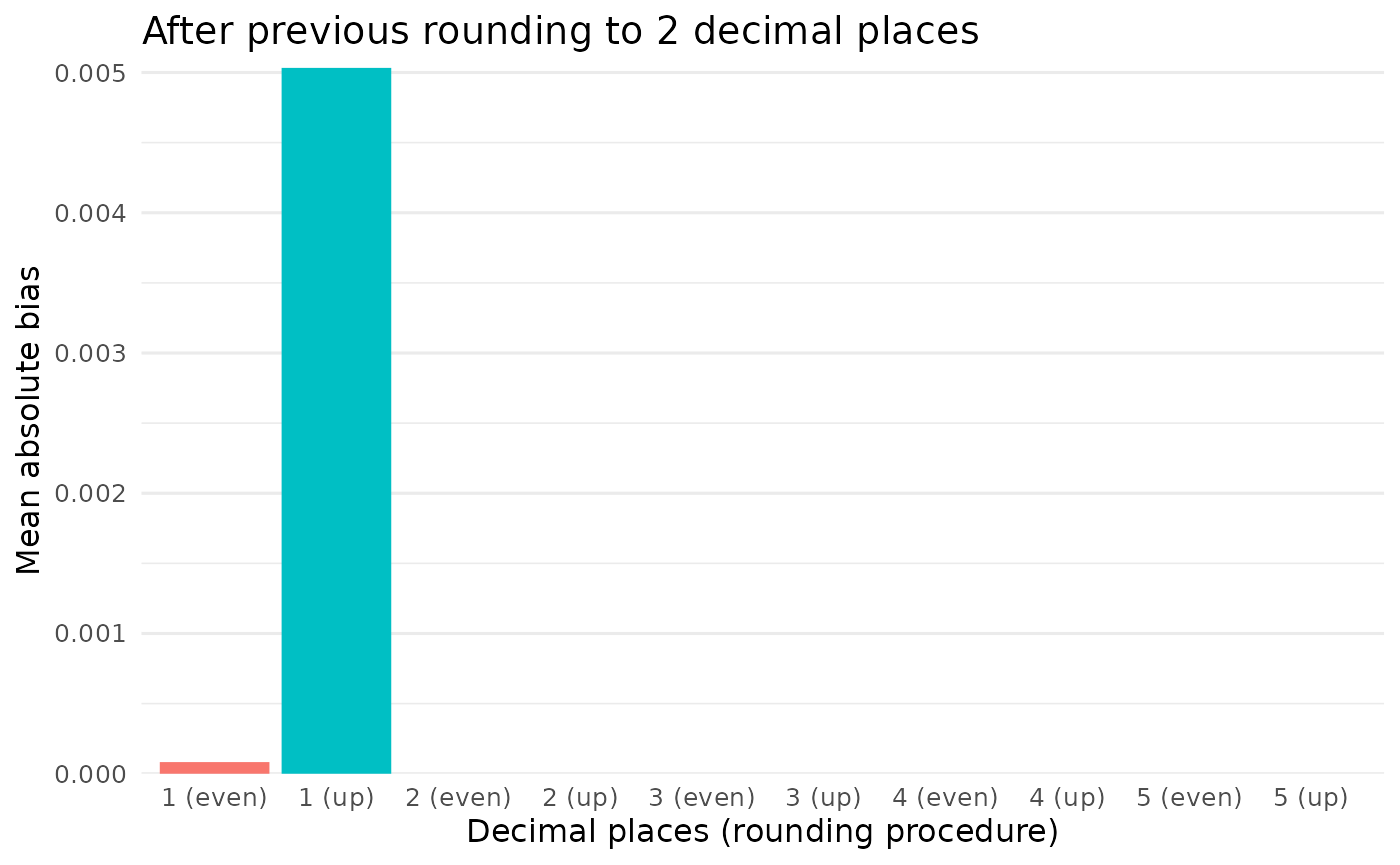 After previous rounding to 2 decimal places
Mean absolute bias
0.005
0.004
0.003
0.002
0.001
0.000
1 (even) 1 (up) 2 (even) 2 (up) 3 (even) 3 (up) 4 (even) 4 (up) 5 (even) 5 (up)
Decimal places (rounding procedure)